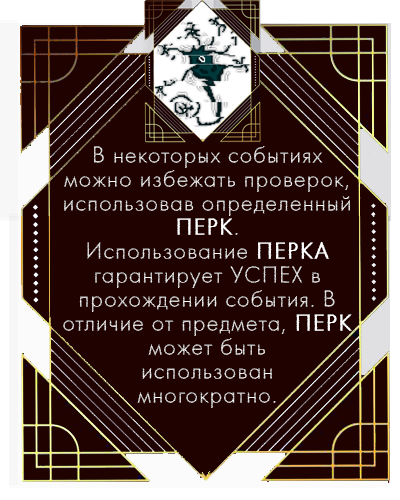 В некоторых событиях
можно избежать проверок,
использовав определенный
ПЕРК.
Использование ПЕРКА
гарантирует УСПЕХ в
прохождении события. В
отличие от предмета, ПЕРК
может быть
использован
многократно.